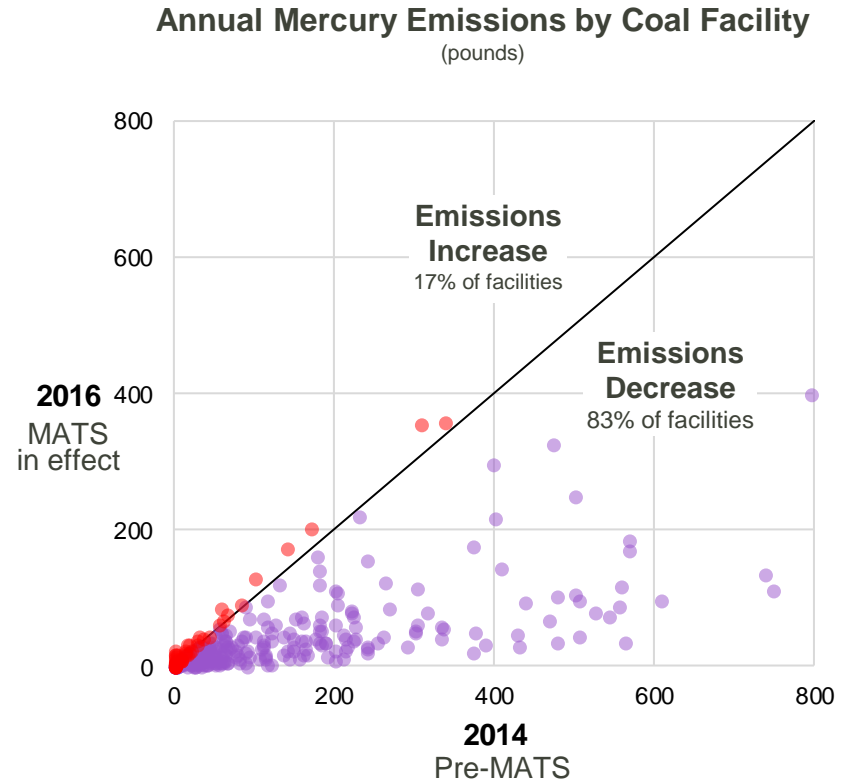 Annual Mercury Emissions by Coal Facility
(pounds)
800
600
400
200
0
Emissions
Increase
17% of facilities
Emissions
Decrease
83% of facilities
2016
MATS
in effect
0
200
400
600
800
2014
Pre-MATS